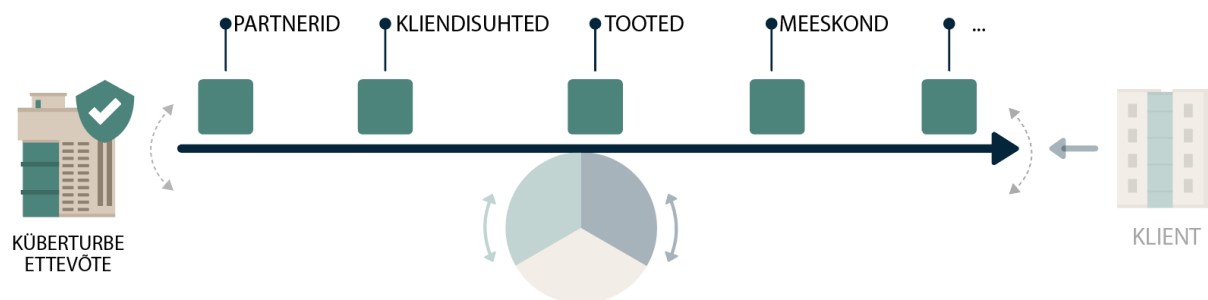 PARTNERID
KLIENDISUHTED
TOOTED
MEESKOND
...
KÜBERTURBE
ETTEVÕTE
KLIENT